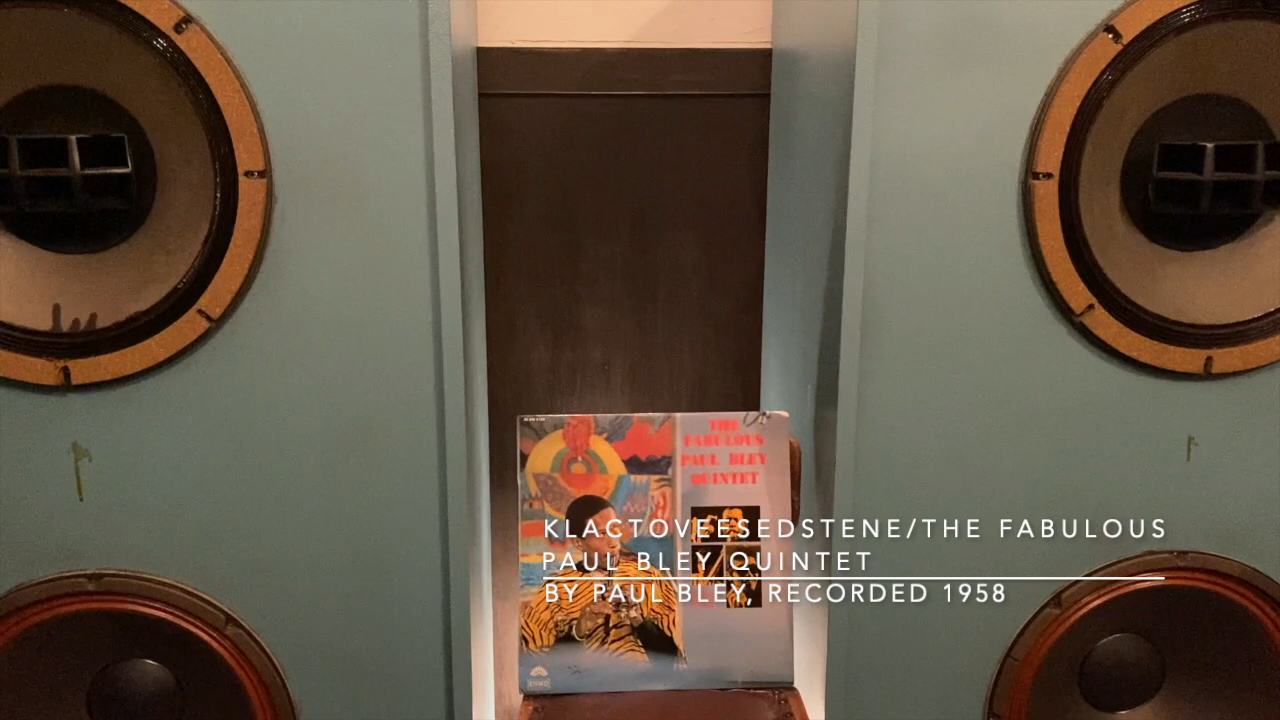 THE
FABULOUS
PAUL BLEY
QUINTET
KLACTOVEESEDSTENE/THE FABULOUS
PAUL BLEY QUINTET
BY PAUL BLEY, RECORDED 1958